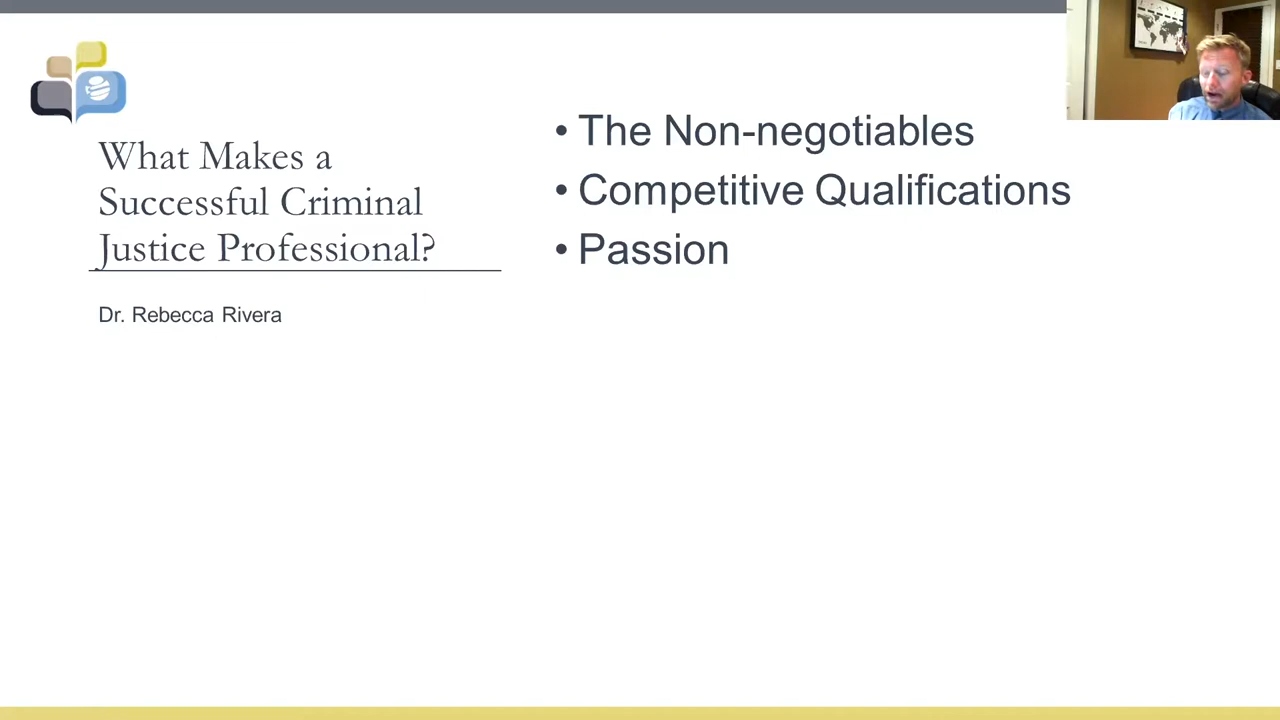 What Makes a
Successful Criminal
Justice Professional?
Dr. Rebecca Rivera
• The Non-negotiables
• Competitive Qualifications
• Passion